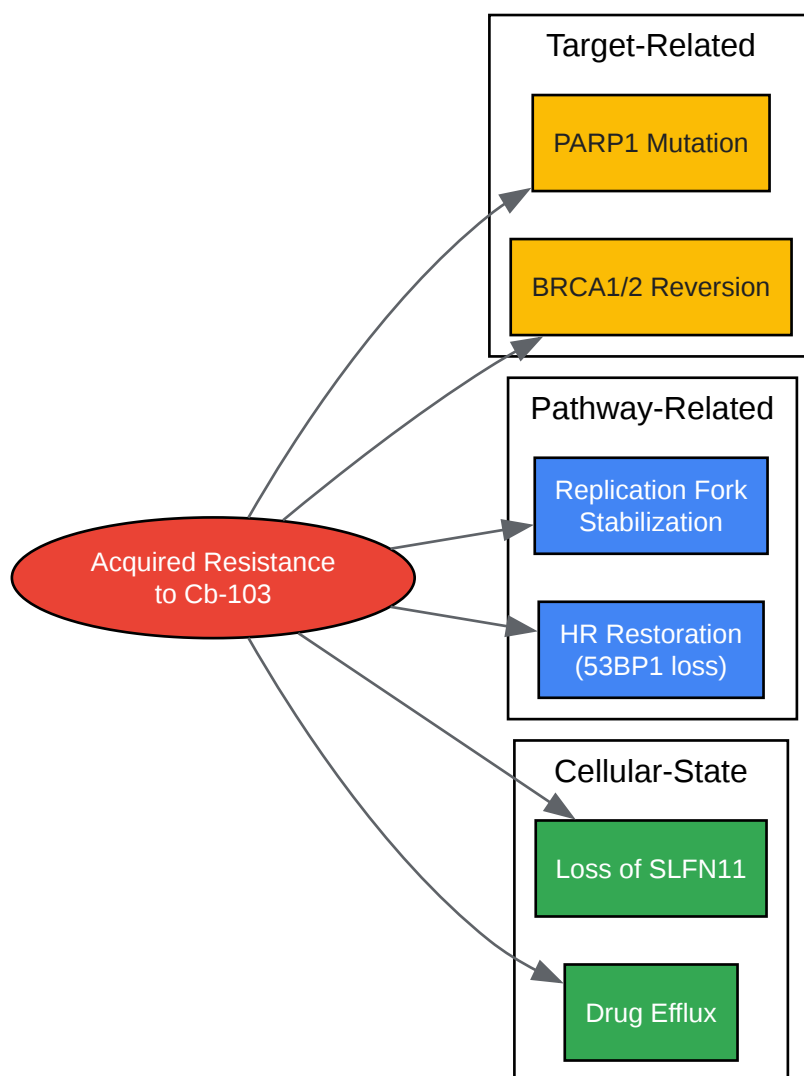 Target-Related
PARP1 Mutation
BRCA1/2 Reversion
Pathway-Related
Replication Fork
Stabilization
Acquired Resistance
to Cb-103
HR Restoration
(53BP1 loss)
Cellular-State
Loss of SLFN11
Drug Efflux